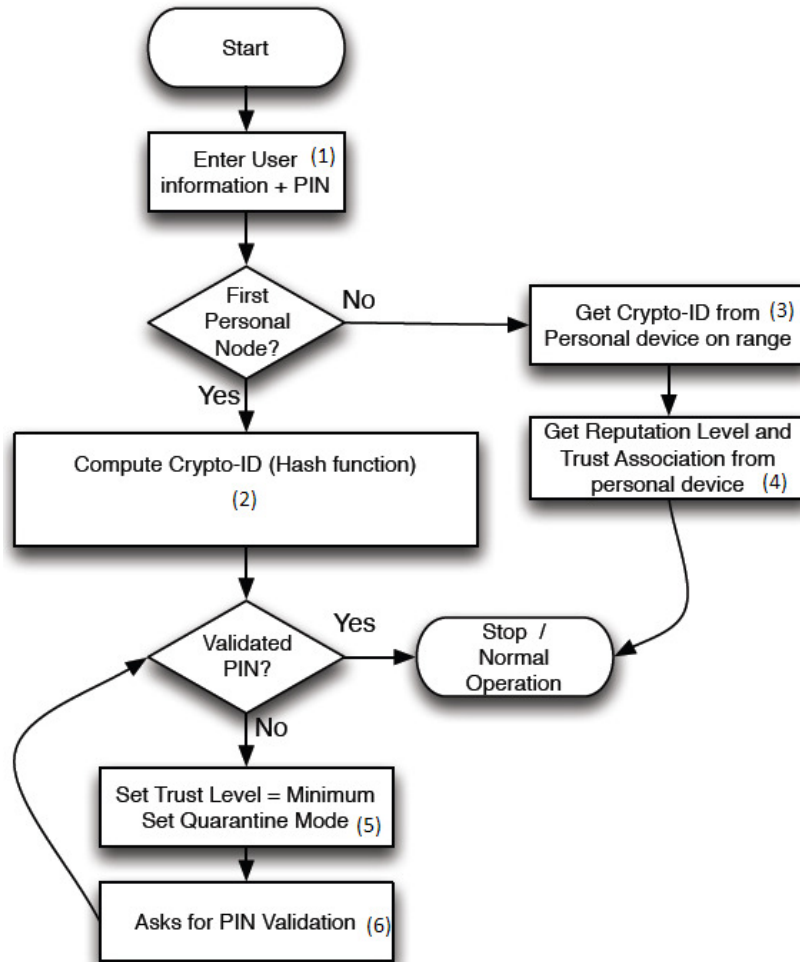 Start
Enter User (1)
information + PIN
First
Personal
Node?
No
Yes
Get Crypto-ID from (3)
Personal device on range
Get Reputation Level and
Trust Association from
personal device (4)
Compute Crypto-ID (Hash function)
(2)
Validated
PIN?
Yes
No
Stop /
Normal
Operation
Set Trust Level = Minimum
Set Quarantine Mode (5)
Asks for PIN Validation (6)